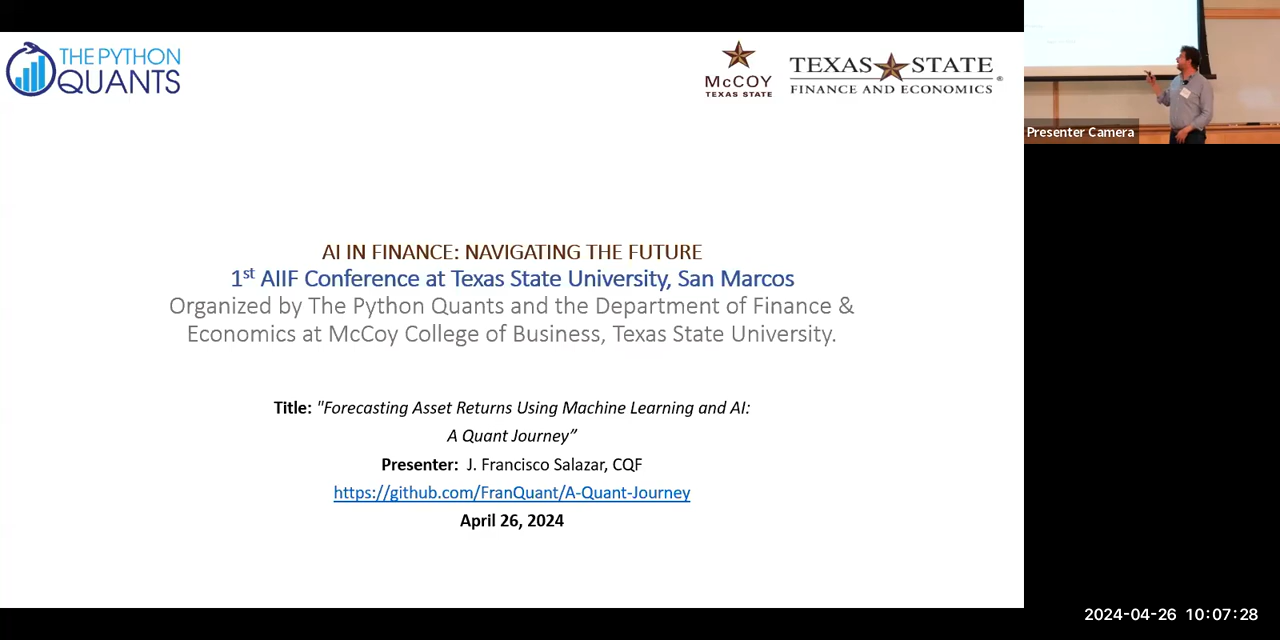 THE PYTHON
QUANTS
McCOY
TEXAS STATE
TEXAS STATE
FINANCE AND ECONOMICS
®
Presenter Camera
AI IN FINANCE: NAVIGATING THE FUTURE
1st AIIF Conference at Texas State University, San Marcos
Organized by The Python Quants and the Department of Finance &
Economics at McCoy College of Business, Texas State University.
Title: "Forecasting Asset Returns Using Machine Learning and AI:
A Quant Journey”
Presenter: J. Francisco Salazar, CQF
https://github.com/FranQuant/A-Quant-Journey
April 26, 2024
2024-04-26 10:07:28